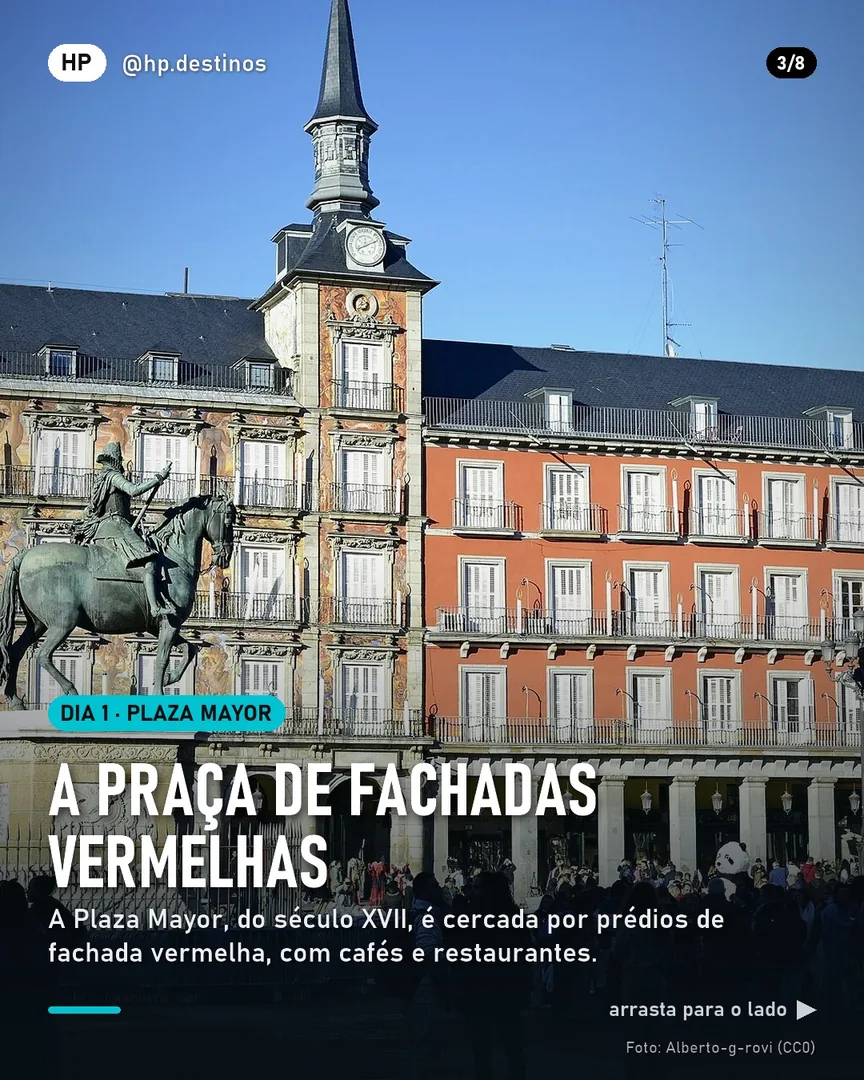 HP @hp.destinos
3/8
DIA 1 · PLAZA MAYOR
A PRAÇA DE FACHADAS
VERMELHAS
A Plaza Mayor, do século XVII, é cercada por prédios de
fachada vermelha, com cafés e restaurantes.
arrasta para o lado ▶
Foto: Alberto-g-rovi (CC0)